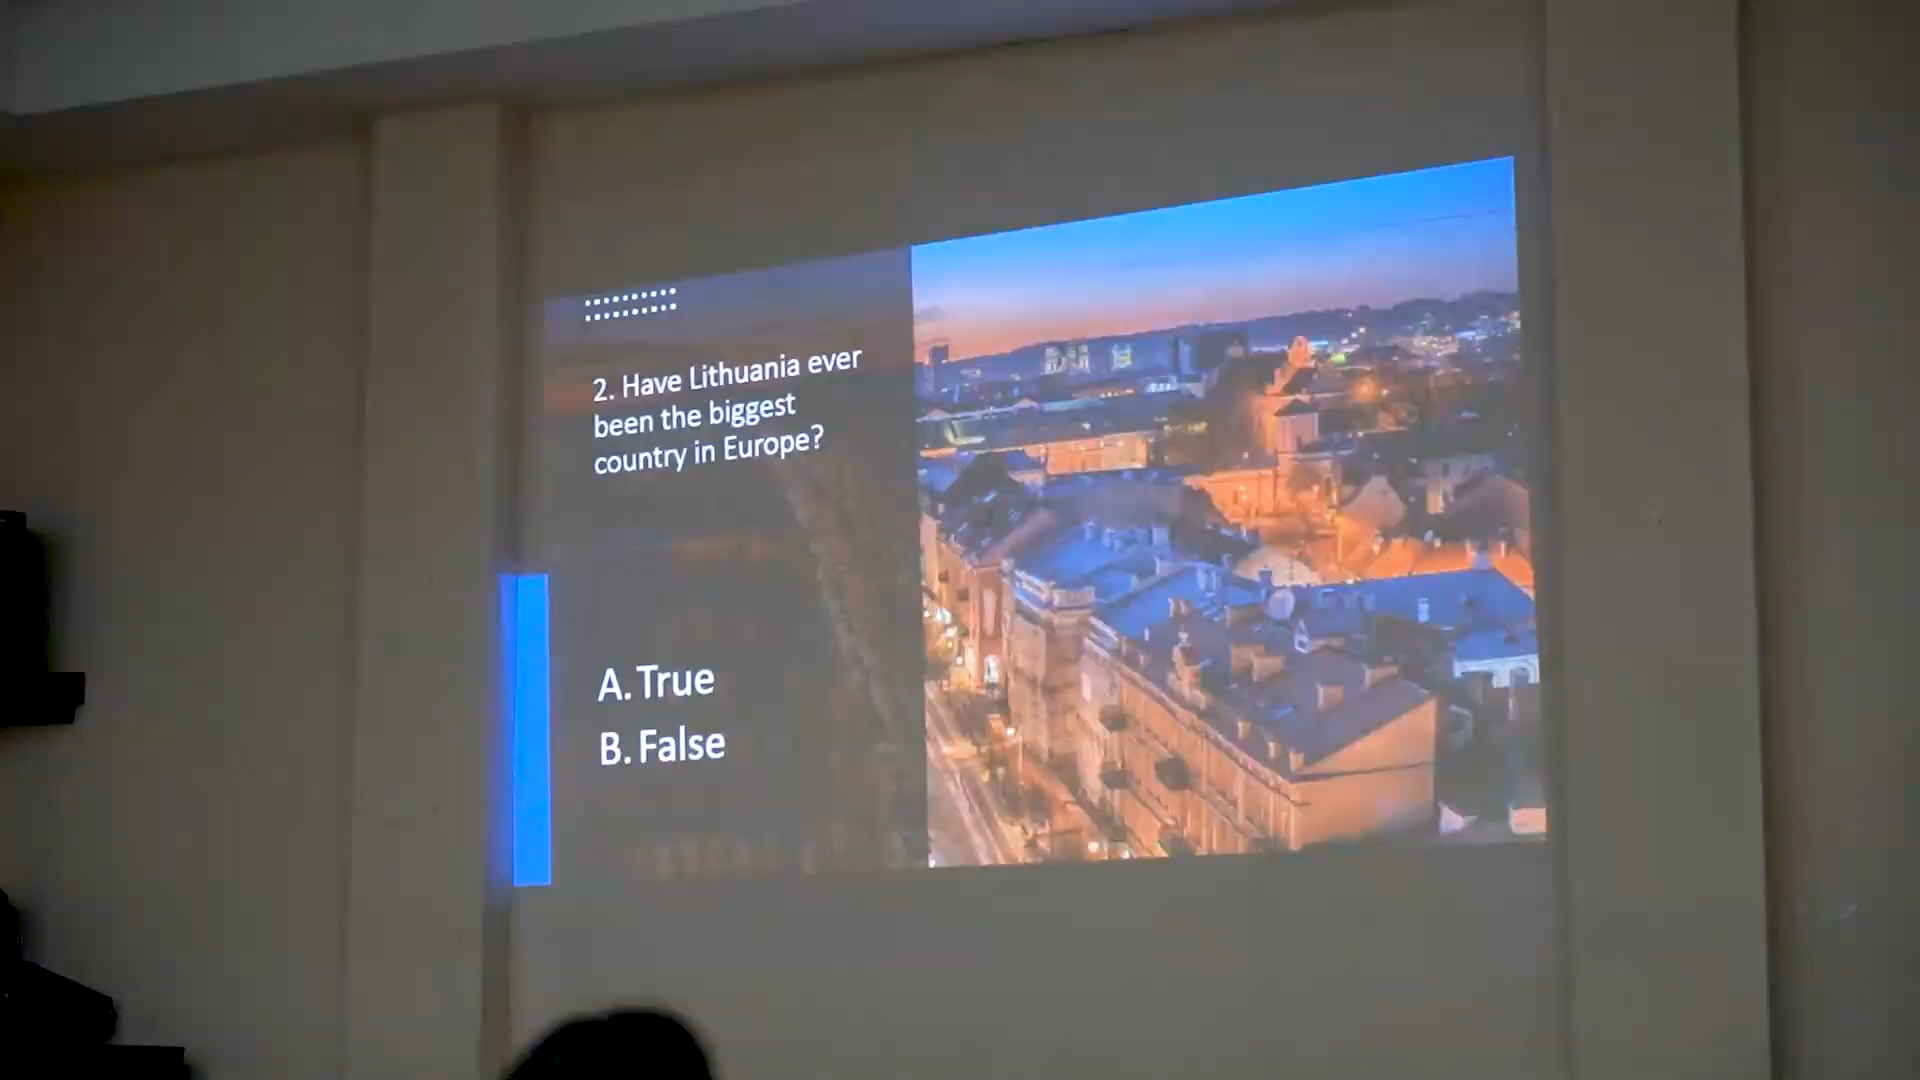 2. Have Lithuania ever
been the biggest
country in Europe?
A. True
B. False